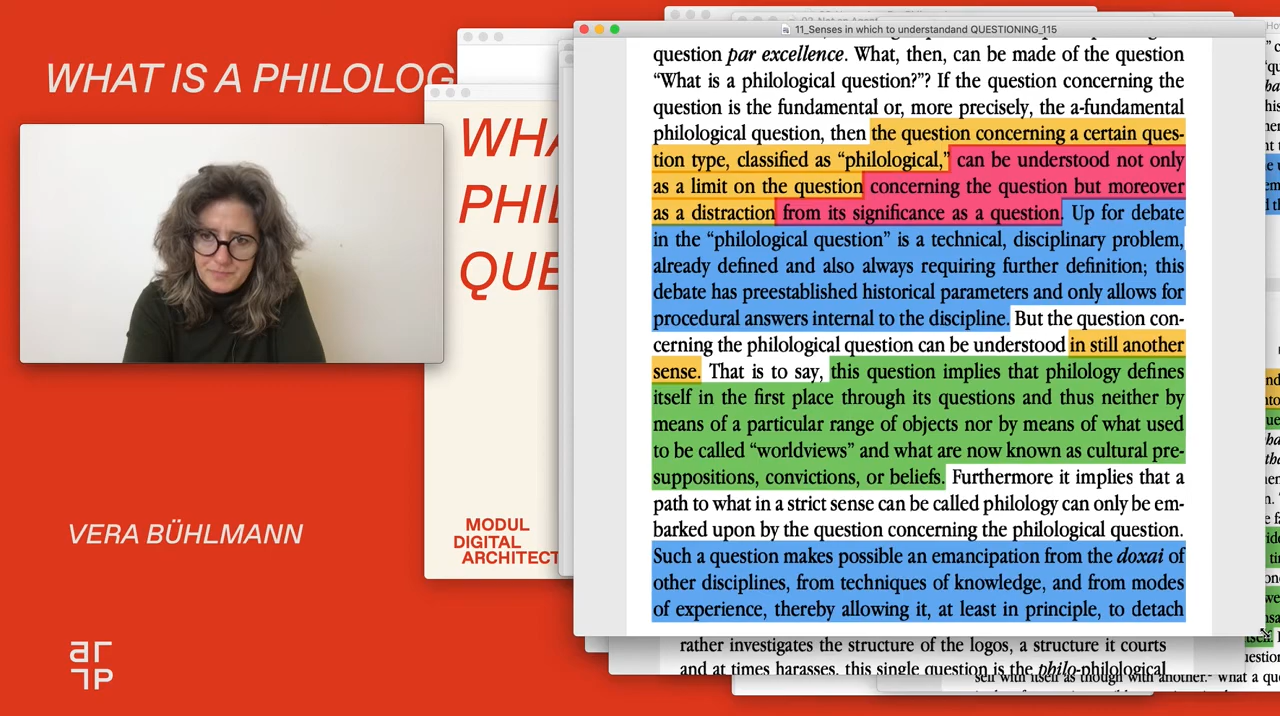 WHAT IS A PHILOLOG
VERA BÜHLMANN
ar
P
WHA
PHIL
QUE
MODUL
DIGITAL
ARCHITECT
11_Senses in which to understandand QUESTIONING_115
question par excellence. What, then, can be made of the question
“What is a philological question?”? If the question concerning the
question is the fundamental or, more precisely, the a-fundamental
philological question, then the question concerning a certain ques-
tion type, classified as “philological,” can be understood not only
as a limit on the question concerning the question but moreover
as a distraction from its significance as a question. Up for debate
in the “philological question” is a technical, disciplinary problem,
already defined and also always requiring further definition; this
debate has preestablished historical parameters and only allows for
procedural answers internal to the discipline. But the question con-
cerning the philological question can be understood in still another
sense. That is to say, this question implies that philology defines
itself in the first place through its questions and thus neither by
means of a particular range of objects nor by means of what used
to be called “worldviews” and what are now known as cultural pre-
suppositions, convictions, or beliefs. Furthermore it implies that a
path to what in a strict sense can be called philology can only be em-
barked upon by the question concerning the philological question.
Such a question makes possible an emancipation from the doxai of
other disciplines, from techniques of knowledge, and from modes
of experience, thereby allowing it, at least in principle, to detach
rather investigates the structure of the logos, a structure it courts
and at times harasses, this single question is the philo-philological
self with itself as though with another. What a que